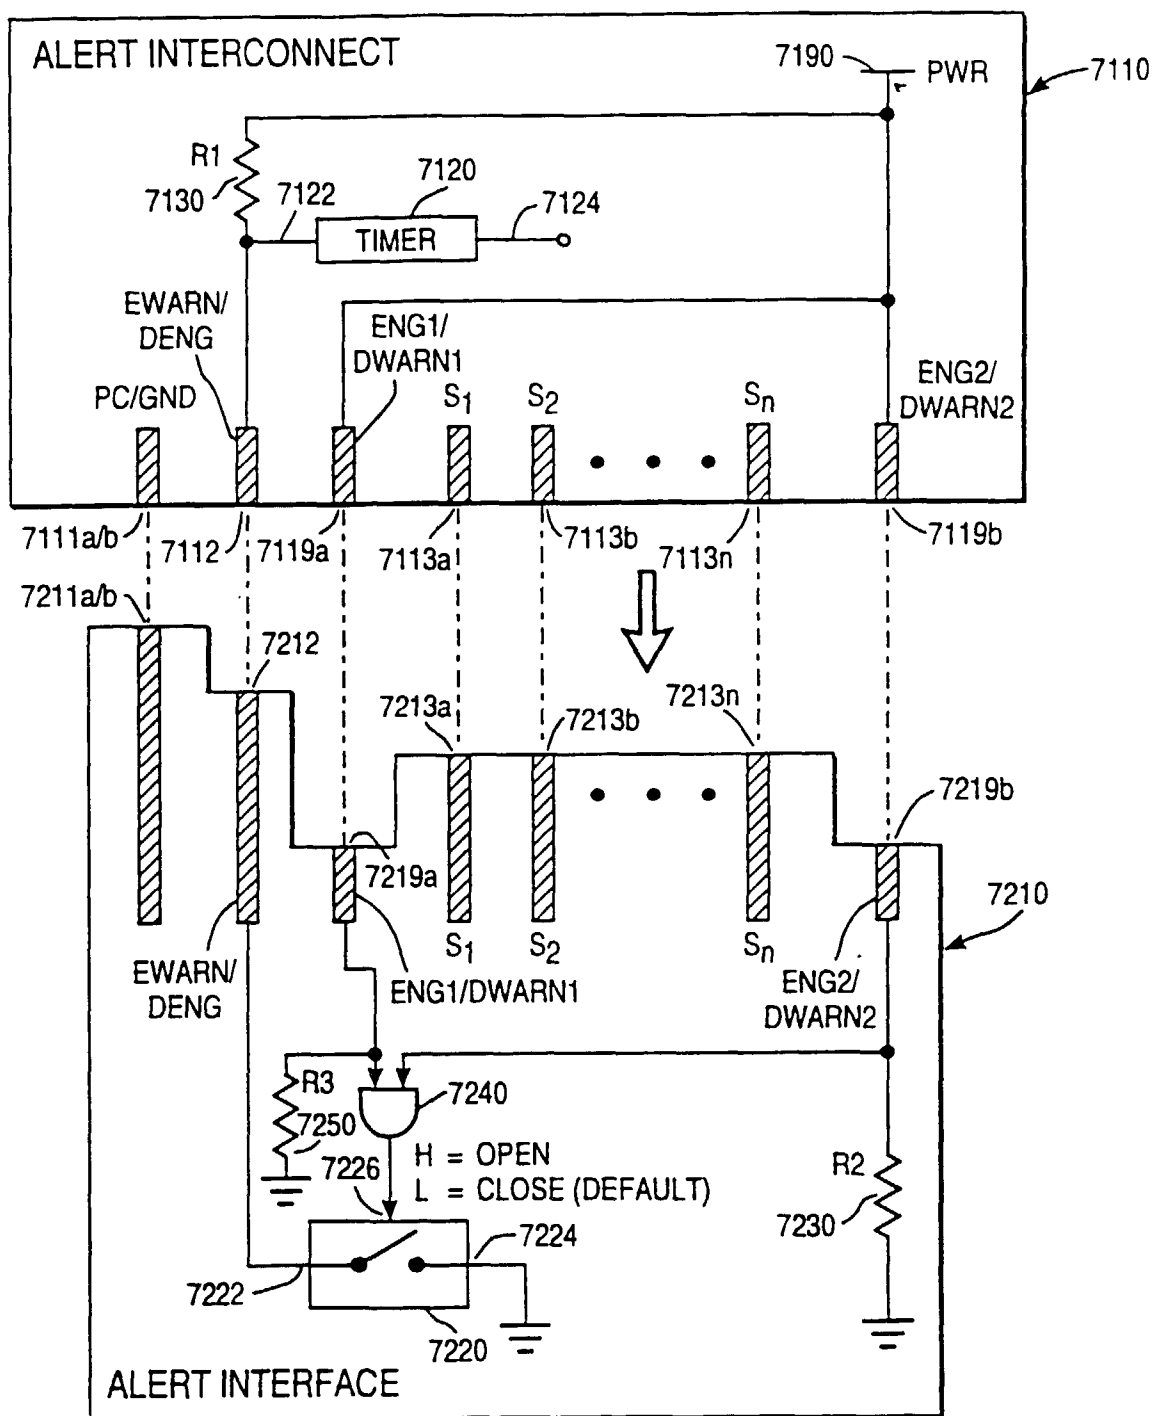 ALERT INTERCONNECT
7190
PWR
7110
R1
7130
7122
7120
7124
TIMER
EWARN/
DENG
ENG1/
DWARN1
PC/GND
S1
S2
Sn
ENG2/
DWARN2
7111a/b
7112
7119a
7113a
7113b
7113n
7119b
7211a/b
7212
7213a
7213b
7213n
7219b
7219a
7210
S1
S2
Sn
EWARN/
DENG
ENG1/DWARN1
ENG2/
DWARN2
R3
7250
7240
H = OPEN
L = CLOSE (DEFAULT)
7226
R2
7230
7224
7222
7220
ALERT INTERFACE